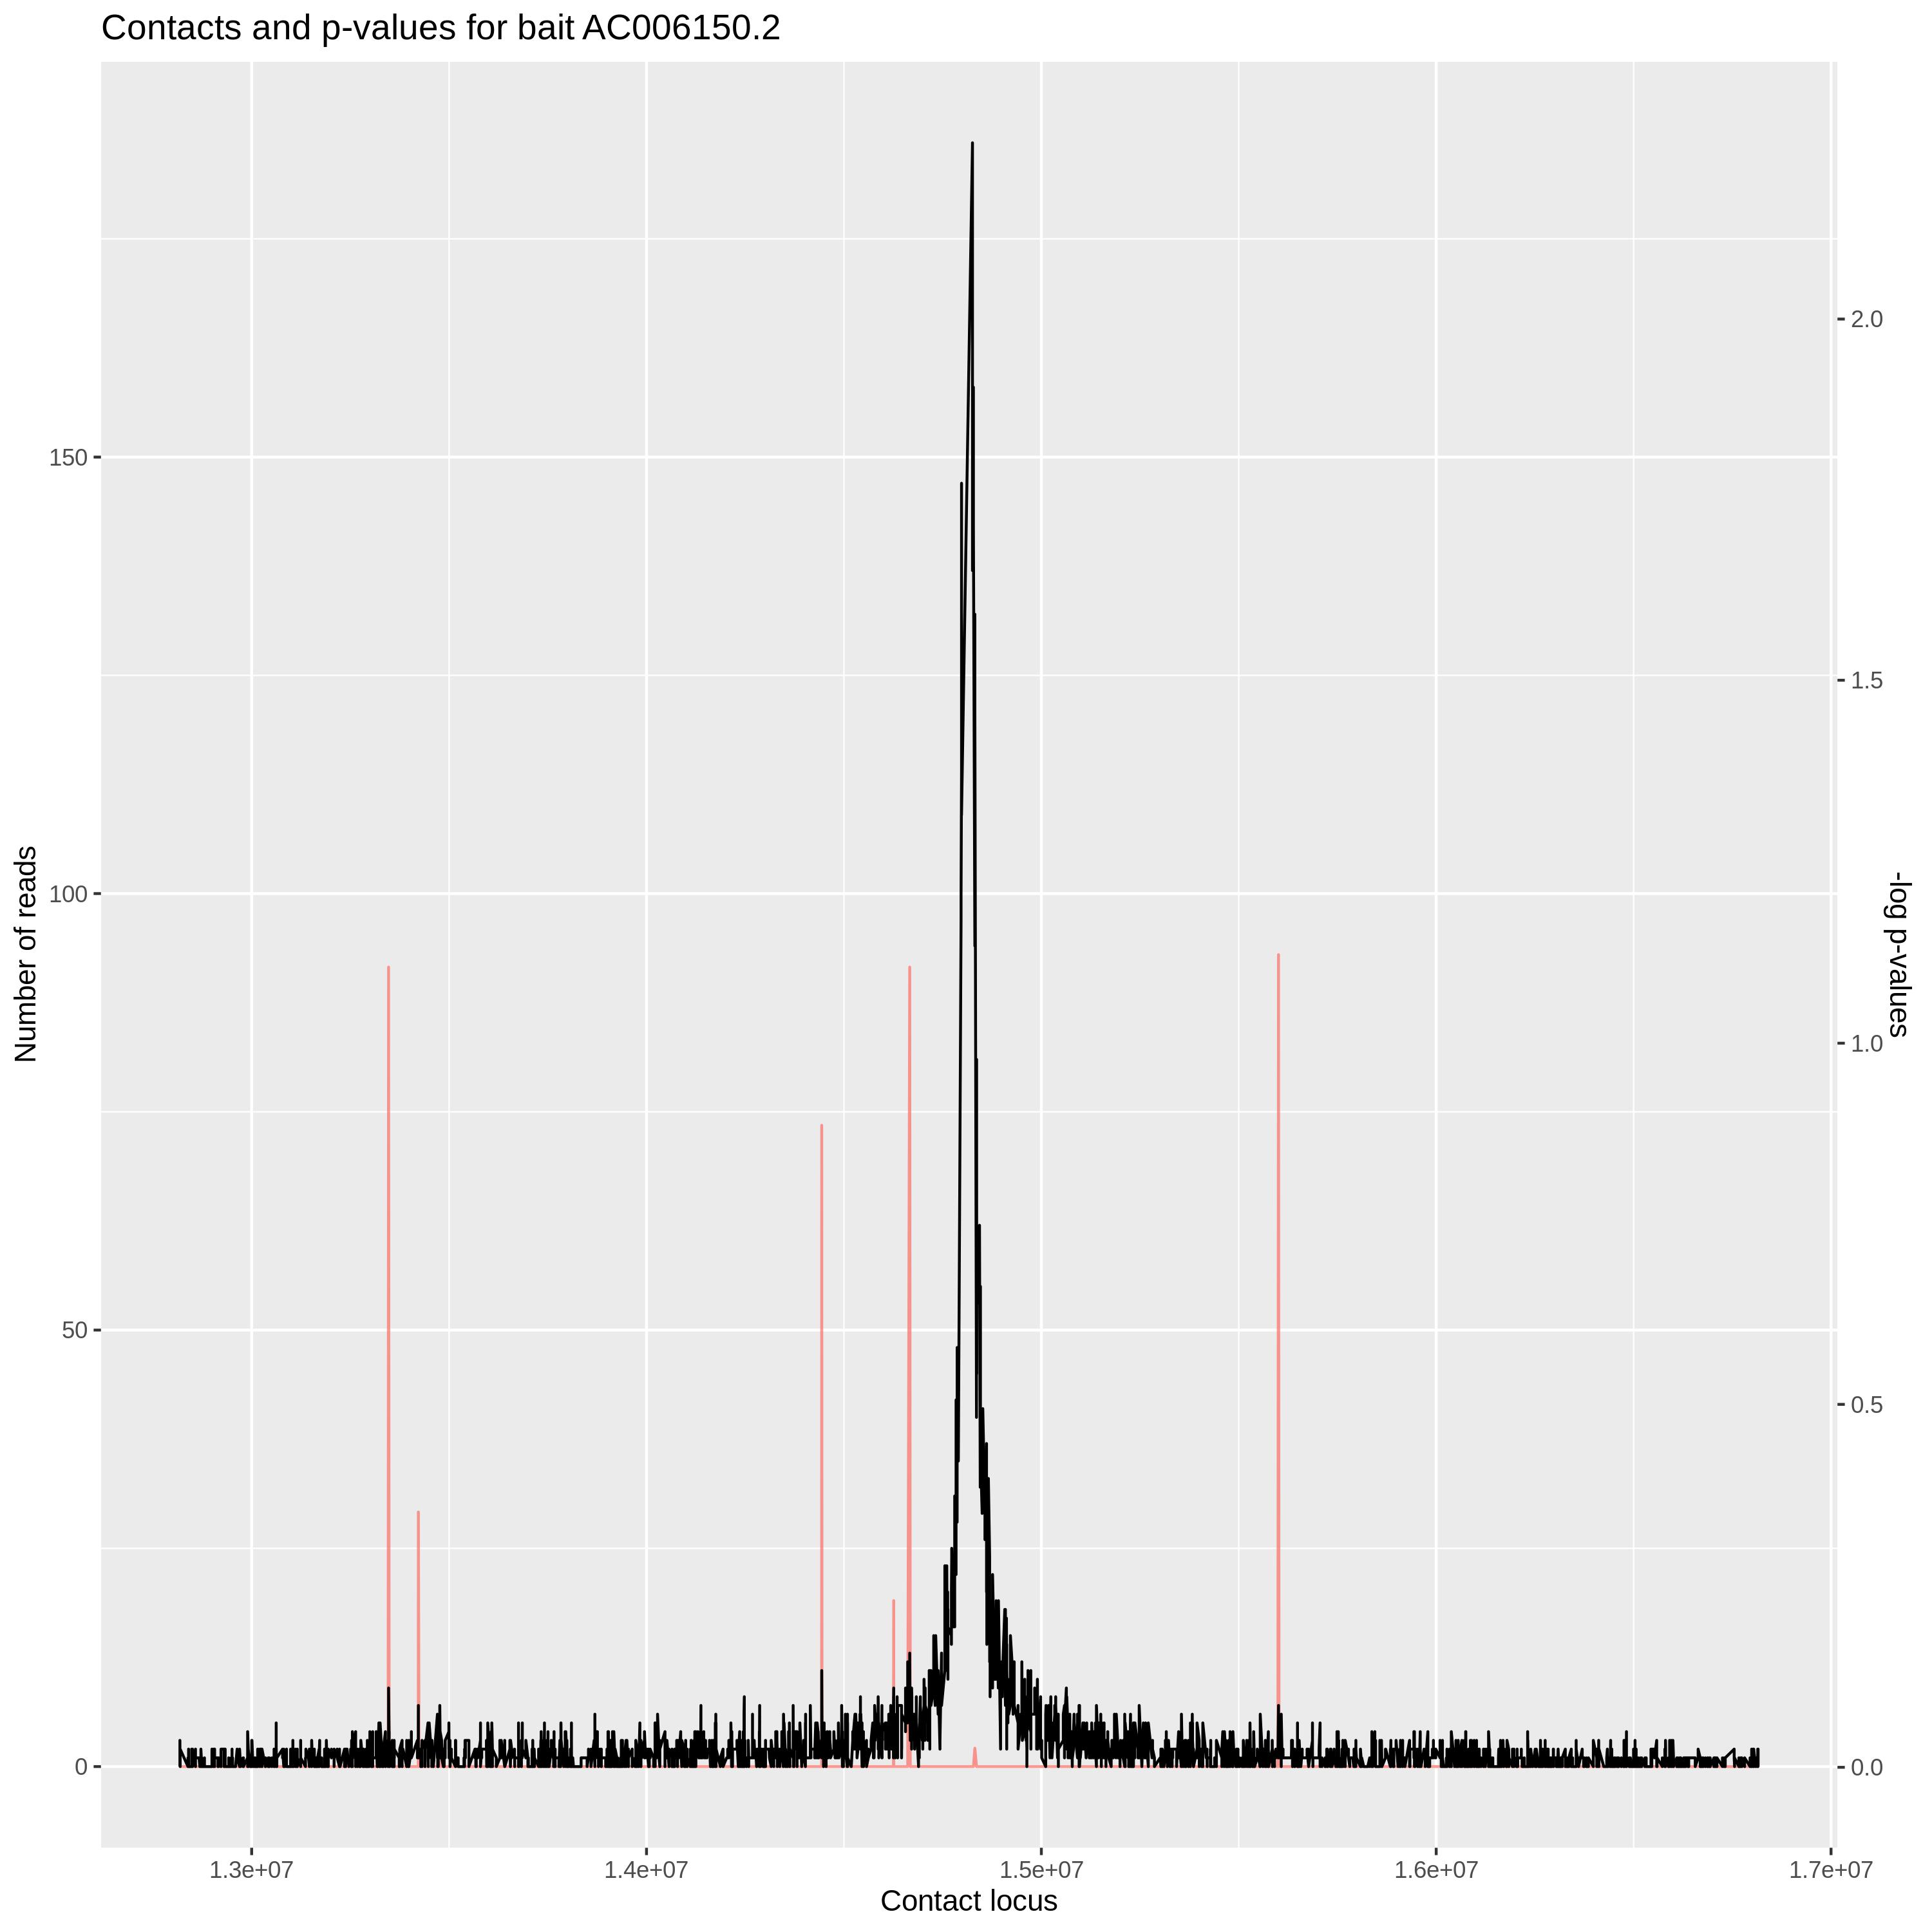 Contacts and p-values for bait AC006150.2
Number of reads
150
100
50
0
2.0
1.5
1.0
0.5
0.0
-log p-values
1.3e+07 1.4e+07 1.5e+07 1.6e+07 1.7e+07
Contact locus